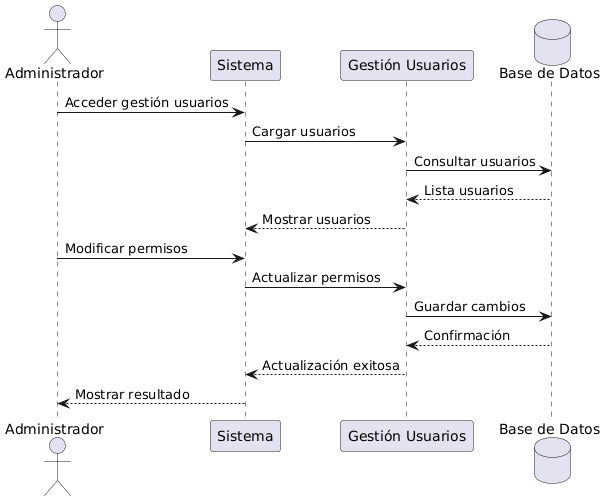 Administrador
Sistema
Gestión Usuarios
Base de Datos
Acceder gestión usuarios
Cargar usuarios
Consultar usuarios
Lista usuarios
Mostrar usuarios
Modificar permisos
Actualizar permisos
Guardar cambios
Confirmación
Actualización exitosa
Mostrar resultado
Administrador
Sistema
Gestión Usuarios
Base de Datos